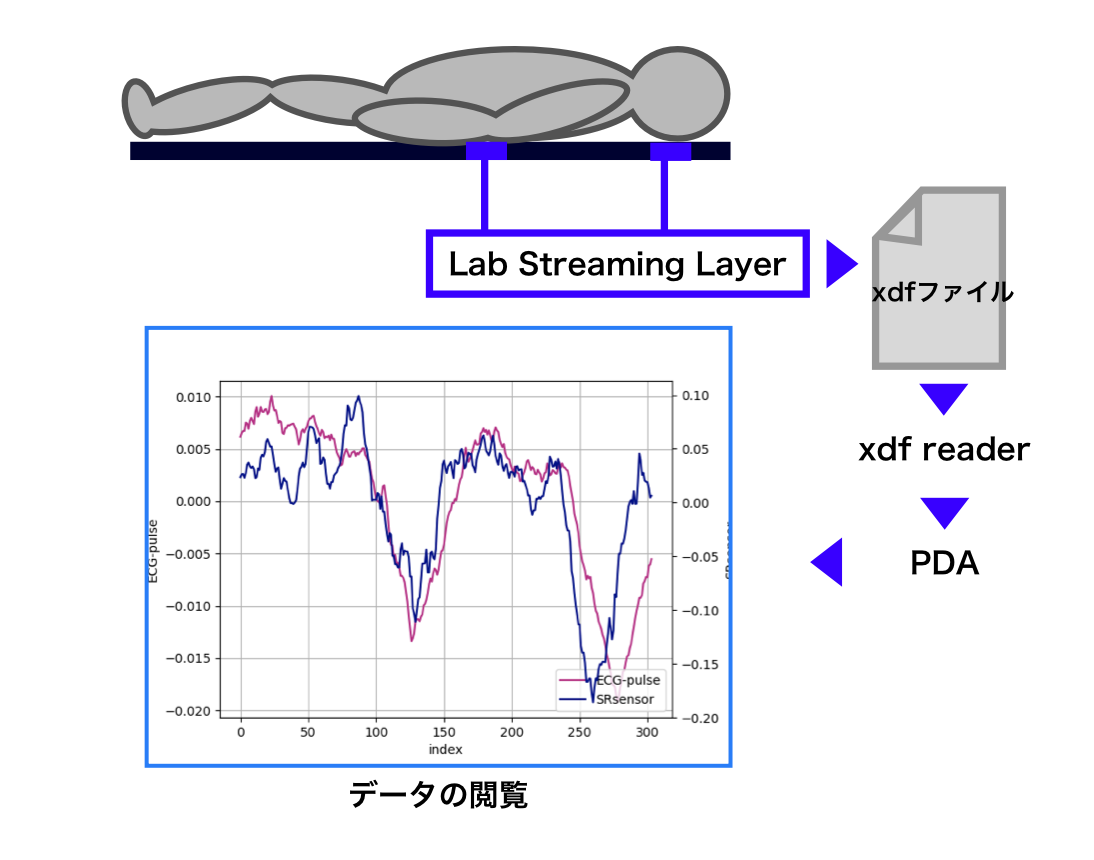 Lab Streaming Layer
xdfファイル
xdf reader
PDA
0.010
0.005
0.000
−0.005
−0.010
−0.015
−0.020
ECG-pulse
0.10
0.05
0.00
−0.05
−0.10
−0.15
−0.20
SRsensor
ECG-pulse
SRsensor
0 50 100 150 200 250 300
index
データの閲覧